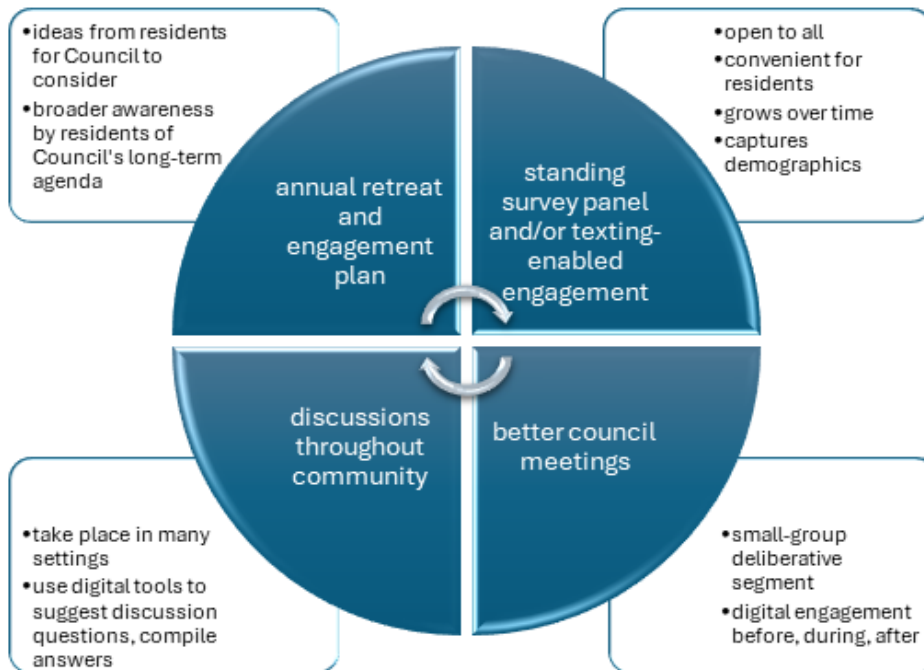 •ideas from residents
for Council to
consider
•broader awareness
by residents of
Council's long-term
agenda
annual retreat
and
engagement
plan
•open to all
•convenient for
residents
•grows over time
•captures
demographics
standing
survey panel
and/or texting-
enabled
engagement
discussions
throughout
community
•take place in many
settings
•use digital tools to
suggest discussion
questions, compile
answers
better council
meetings
•small-group
deliberative
segment
•digital engagement
before, during, after